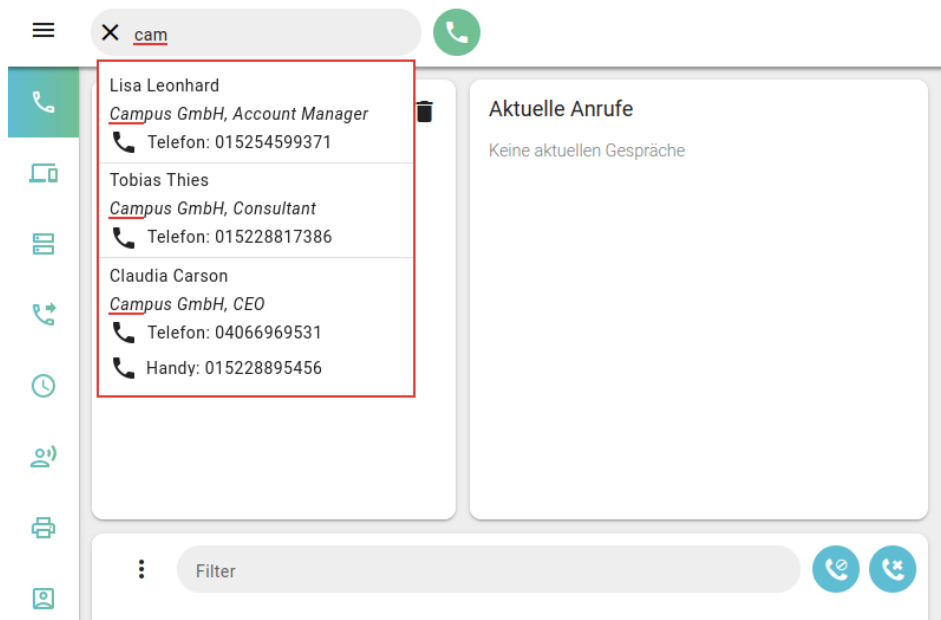 cam
Lisa Leonhard
Campus GmbH, Account Manager
Telefon: 015254599371
Tobias Thies
Campus GmbH, Consultant
Telefon: 015228817386
Claudia Carson
Campus GmbH, CEO
Telefon: 04066969531
Handy: 015228895456
Aktuelle Anrufe
Keine aktuellen Gespräche
Filter